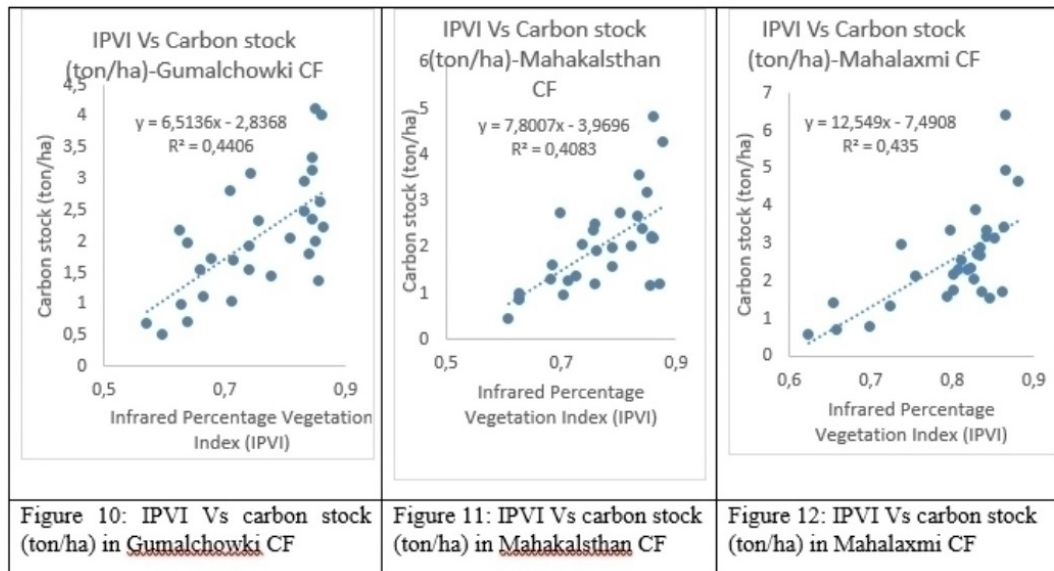 IPVI Vs Carbon stock
(ton/ha)-Gumalchowki CF
4,5
4
3,5
3
2,5
2
1,5
1
0,5
0
y = 6,5136x - 2,8368
R² = 0,4406
Carbon stock (ton/ha)
0,5 0,7 0,9
Infrared Percentage Vegetation
Index (IPVI)
IPVI Vs Carbon stock
(ton/ha)-Mahakalsthan
CF
6
5
4
3
2
1
0
y = 7,8007x - 3,9696
R² = 0,4083
Carbon stock (ton/ha)
0,5 0,7 0,9
Infrared Percentage
Vegetation Index (IPVI)
IPVI Vs Carbon stock
(ton/ha)-Mahalaxmi CF
7
6
5
4
3
2
1
0
y = 12,549x - 7,4908
R² = 0,435
Carbon stock (ton/ha)
0,6 0,7 0,8 0,9
Infrared Percentage
Vegetation Index (IPVI)
Figure 10: IPVI Vs carbon stock
(ton/ha) in Gumalchowki CF
Figure 11: IPVI Vs carbon stock
(ton/ha) in Mahakalsthan CF
Figure 12: IPVI Vs carbon stock
(ton/ha) in Mahalaxmi CF